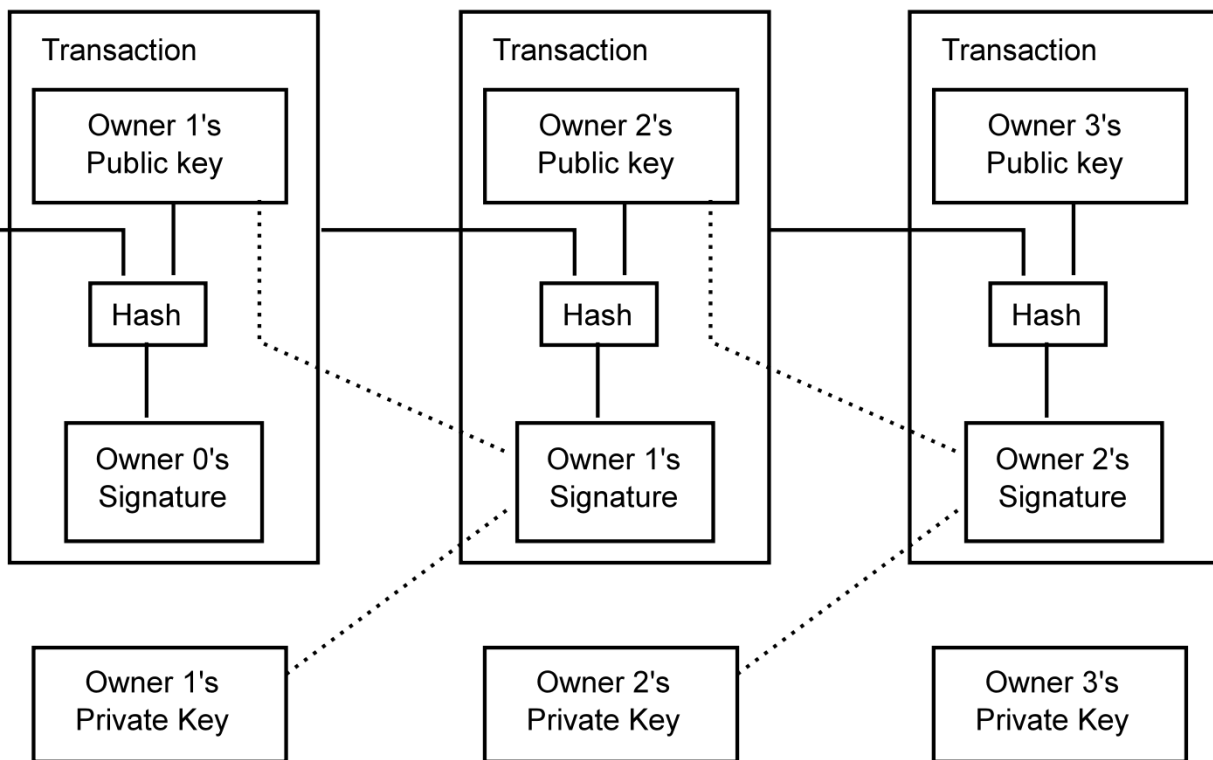 Transaction
Owner 1's
Public key
Hash
Owner 0's
Signature
Owner 1's
Private Key
Transaction
Owner 2's
Public key
Hash
Owner 1's
Signature
Owner 2's
Private Key
Transaction
Owner 3's
Public key
Hash
Owner 2's
Signature
Owner 3's
Private Key